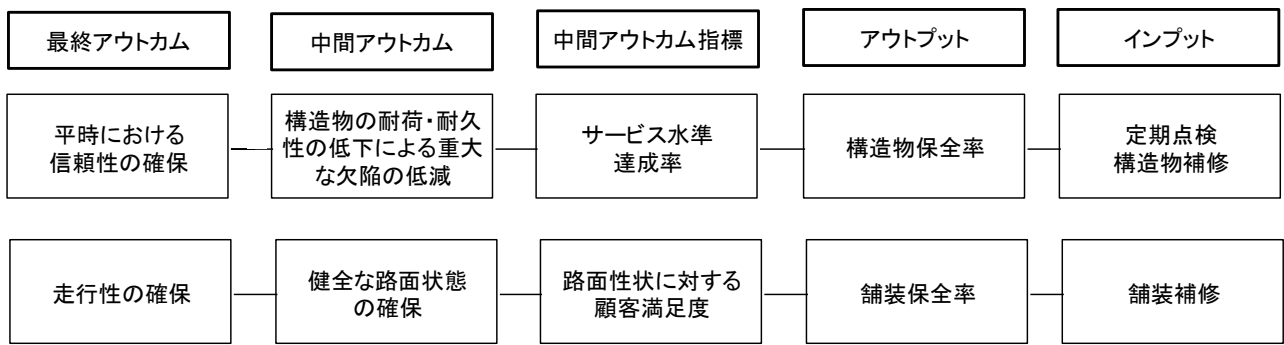 最終アウトカム
中間アウトカム
中間アウトカム指標
アウトプット
インプット
平時における
信頼性の確保
構造物の耐荷・耐久
性の低下による重大
な欠陥の低減
サービス水準
達成率
構造物保全率
定期点検
構造物補修
走行性の確保
健全な路面状態
の確保
路面性状に対する
顧客満足度
舗装保全率
舗装補修